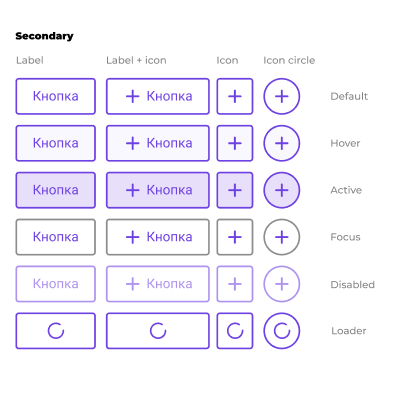 Secondary
Label Label + icon Icon Icon circle
Кнопка + Кнопка + + Default
Кнопка + Кнопка + + Hover
Кнопка + Кнопка + + Active
Кнопка + Кнопка + + Focus
Кнопка + Кнопка + + Disabled
Loader